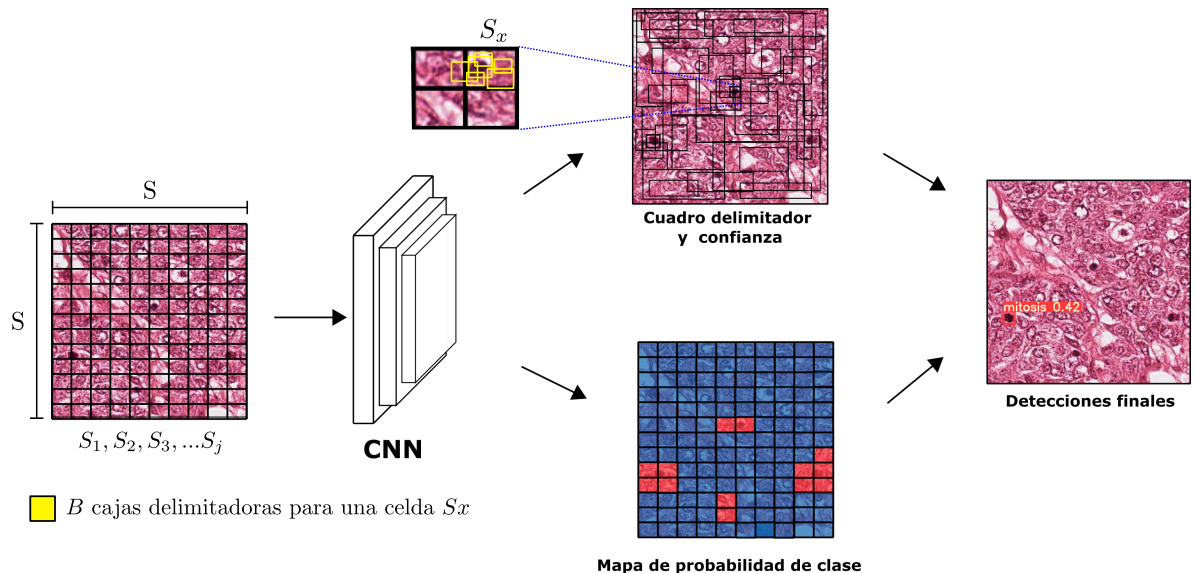 S_x
S
S
S_1, S_2, S_3, ...S_j
B cajas delimitadoras para una celda Sx
CNN
Cuadro delimitador
y confianza
Mapa de probabilidad de clase
mitosis 0.42
Detecciones finales